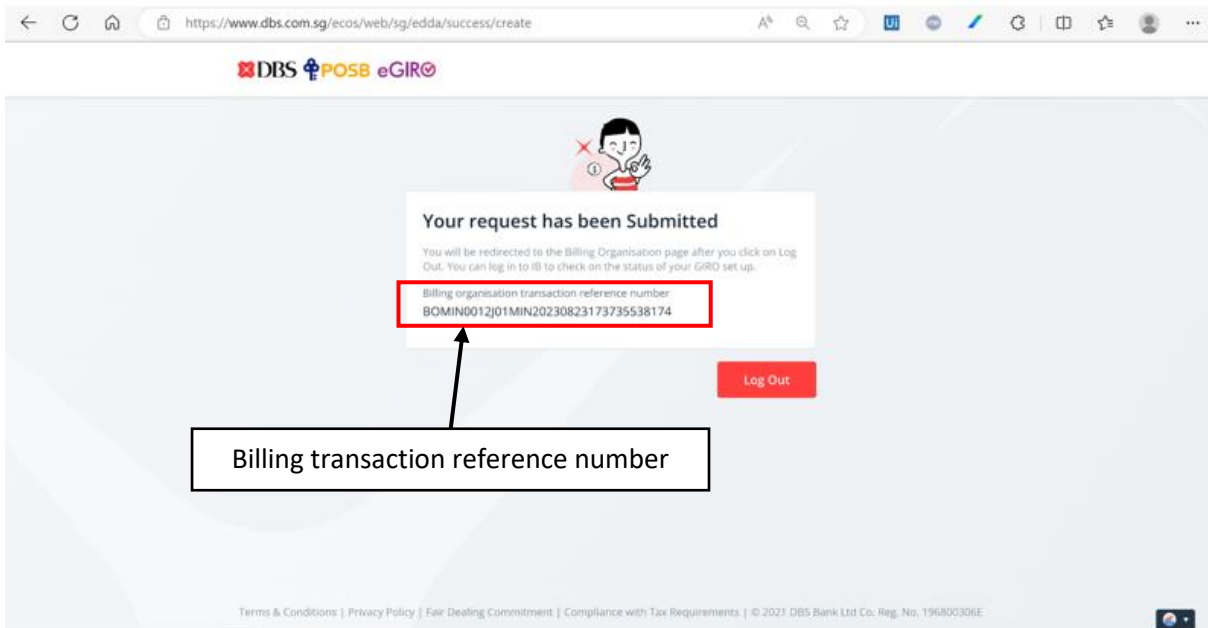 https://www.dbs.com.sg/ecos/web/sg/edda/success/create
DBS POSB eGIRO
Your request has been Submitted
You will be redirected to the Billing Organisation page after you click on Log
Out. You can log in to IB to check on the status of your GIRO set up.
Billing organisation transaction reference number
BOMIN0012J01MIN20230823173735538174
Log Out
Billing transaction reference number
Terms & Conditions | Privacy Policy | Fair Dealing Commitment | Compliance with Tax Requirements | © 2021 DBS Bank Ltd Co. Reg. No. 196800306E